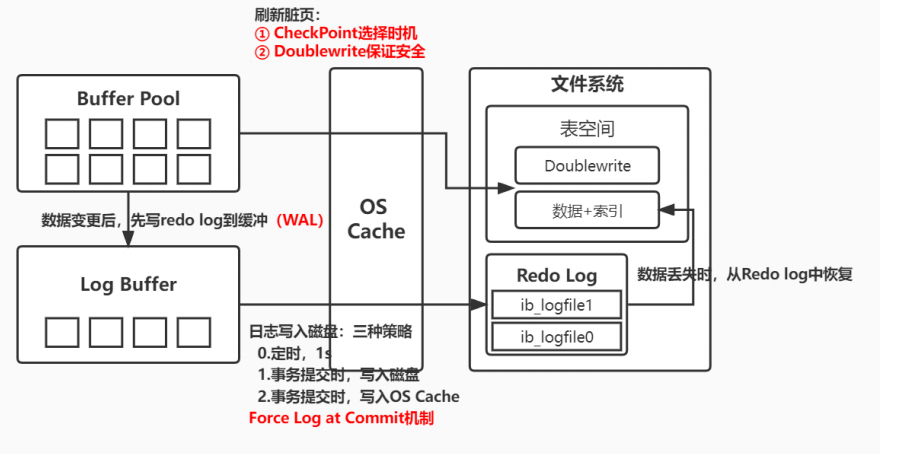 刷新脏页：
① CheckPoint选择时机
② Doublewrite保证安全
Buffer Pool
数据变更后，先写redo log到缓冲（WAL）
Log Buffer
OS
Cache
文件系统
表空间
Doublewrite
数据+索引
Redo Log
ib_logfile1
ib_logfile0
数据丢失时，从Redo log中恢复
日志写入磁盘：三种策略
0.定时，1s
1.事务提交时，写入磁盘
2.事务提交时，写入OS Cache
Force Log at Commit机制